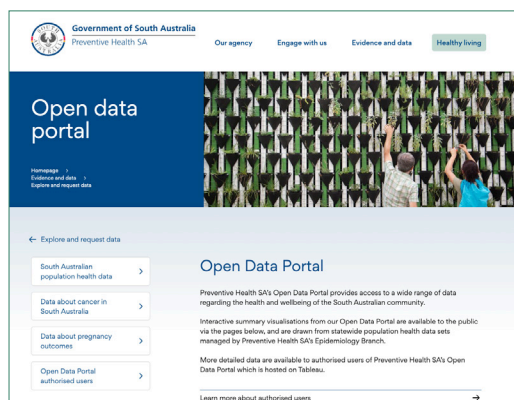 Government of South Australia
Preventive Health SA
Our agency
Engage with us
Evidence and data
Healthy living
Open data
portal
Homepage >
Evidence and data >
Explore and request data
← Explore and request data
South Australian
population health data
Data about cancer in
South Australia
Data about pregnancy
outcomes
Open Data Portal
authorised users
Open Data Portal
Preventive Health SA's Open Data Portal provides access to a wide range of data
regarding the health and wellbeing of the South Australian community.
Interactive summary visualisations from our Open Data Portal are available to the public
via the pages below, and are drawn from statewide population health data sets
managed by Preventive Health SA's Epidemiology Branch.
More detailed data are available to authorised users of Preventive Health SA's Open
Data Portal which is hosted on Tableau.
Learn more about authorised users →